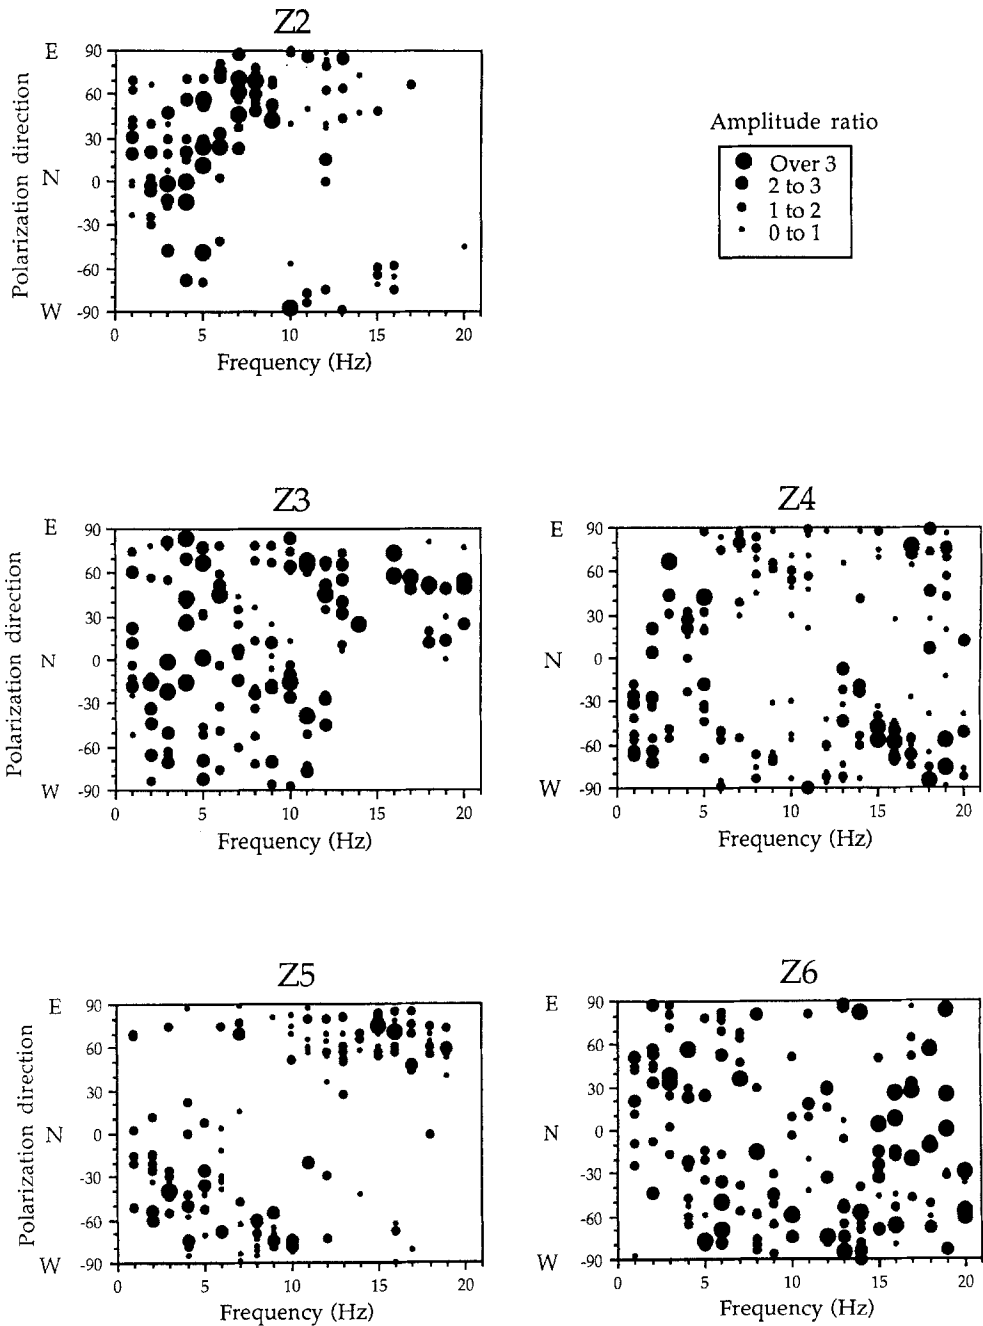 Z2
E
90
60
30
N
0
-30
-60
W
-90
0 5 10 15 20
Polarization direction
Frequency (Hz)
Amplitude ratio
Over 3
2 to 3
1 to 2
0 to 1
Z3
E
90
60
30
N
0
-30
-60
W
-90
0 5 10 15 20
Polarization direction
Frequency (Hz)
Z4
E
90
60
30
N
0
-30
-60
W
-90
0 5 10 15 20
Frequency (Hz)
Z5
E
90
60
30
N
0
-30
-60
W
-90
0 5 10 15 20
Polarization direction
Frequency (Hz)
Z6
E
90
60
30
N
0
-30
-60
W
-90
0 5 10 15 20
Frequency (Hz)